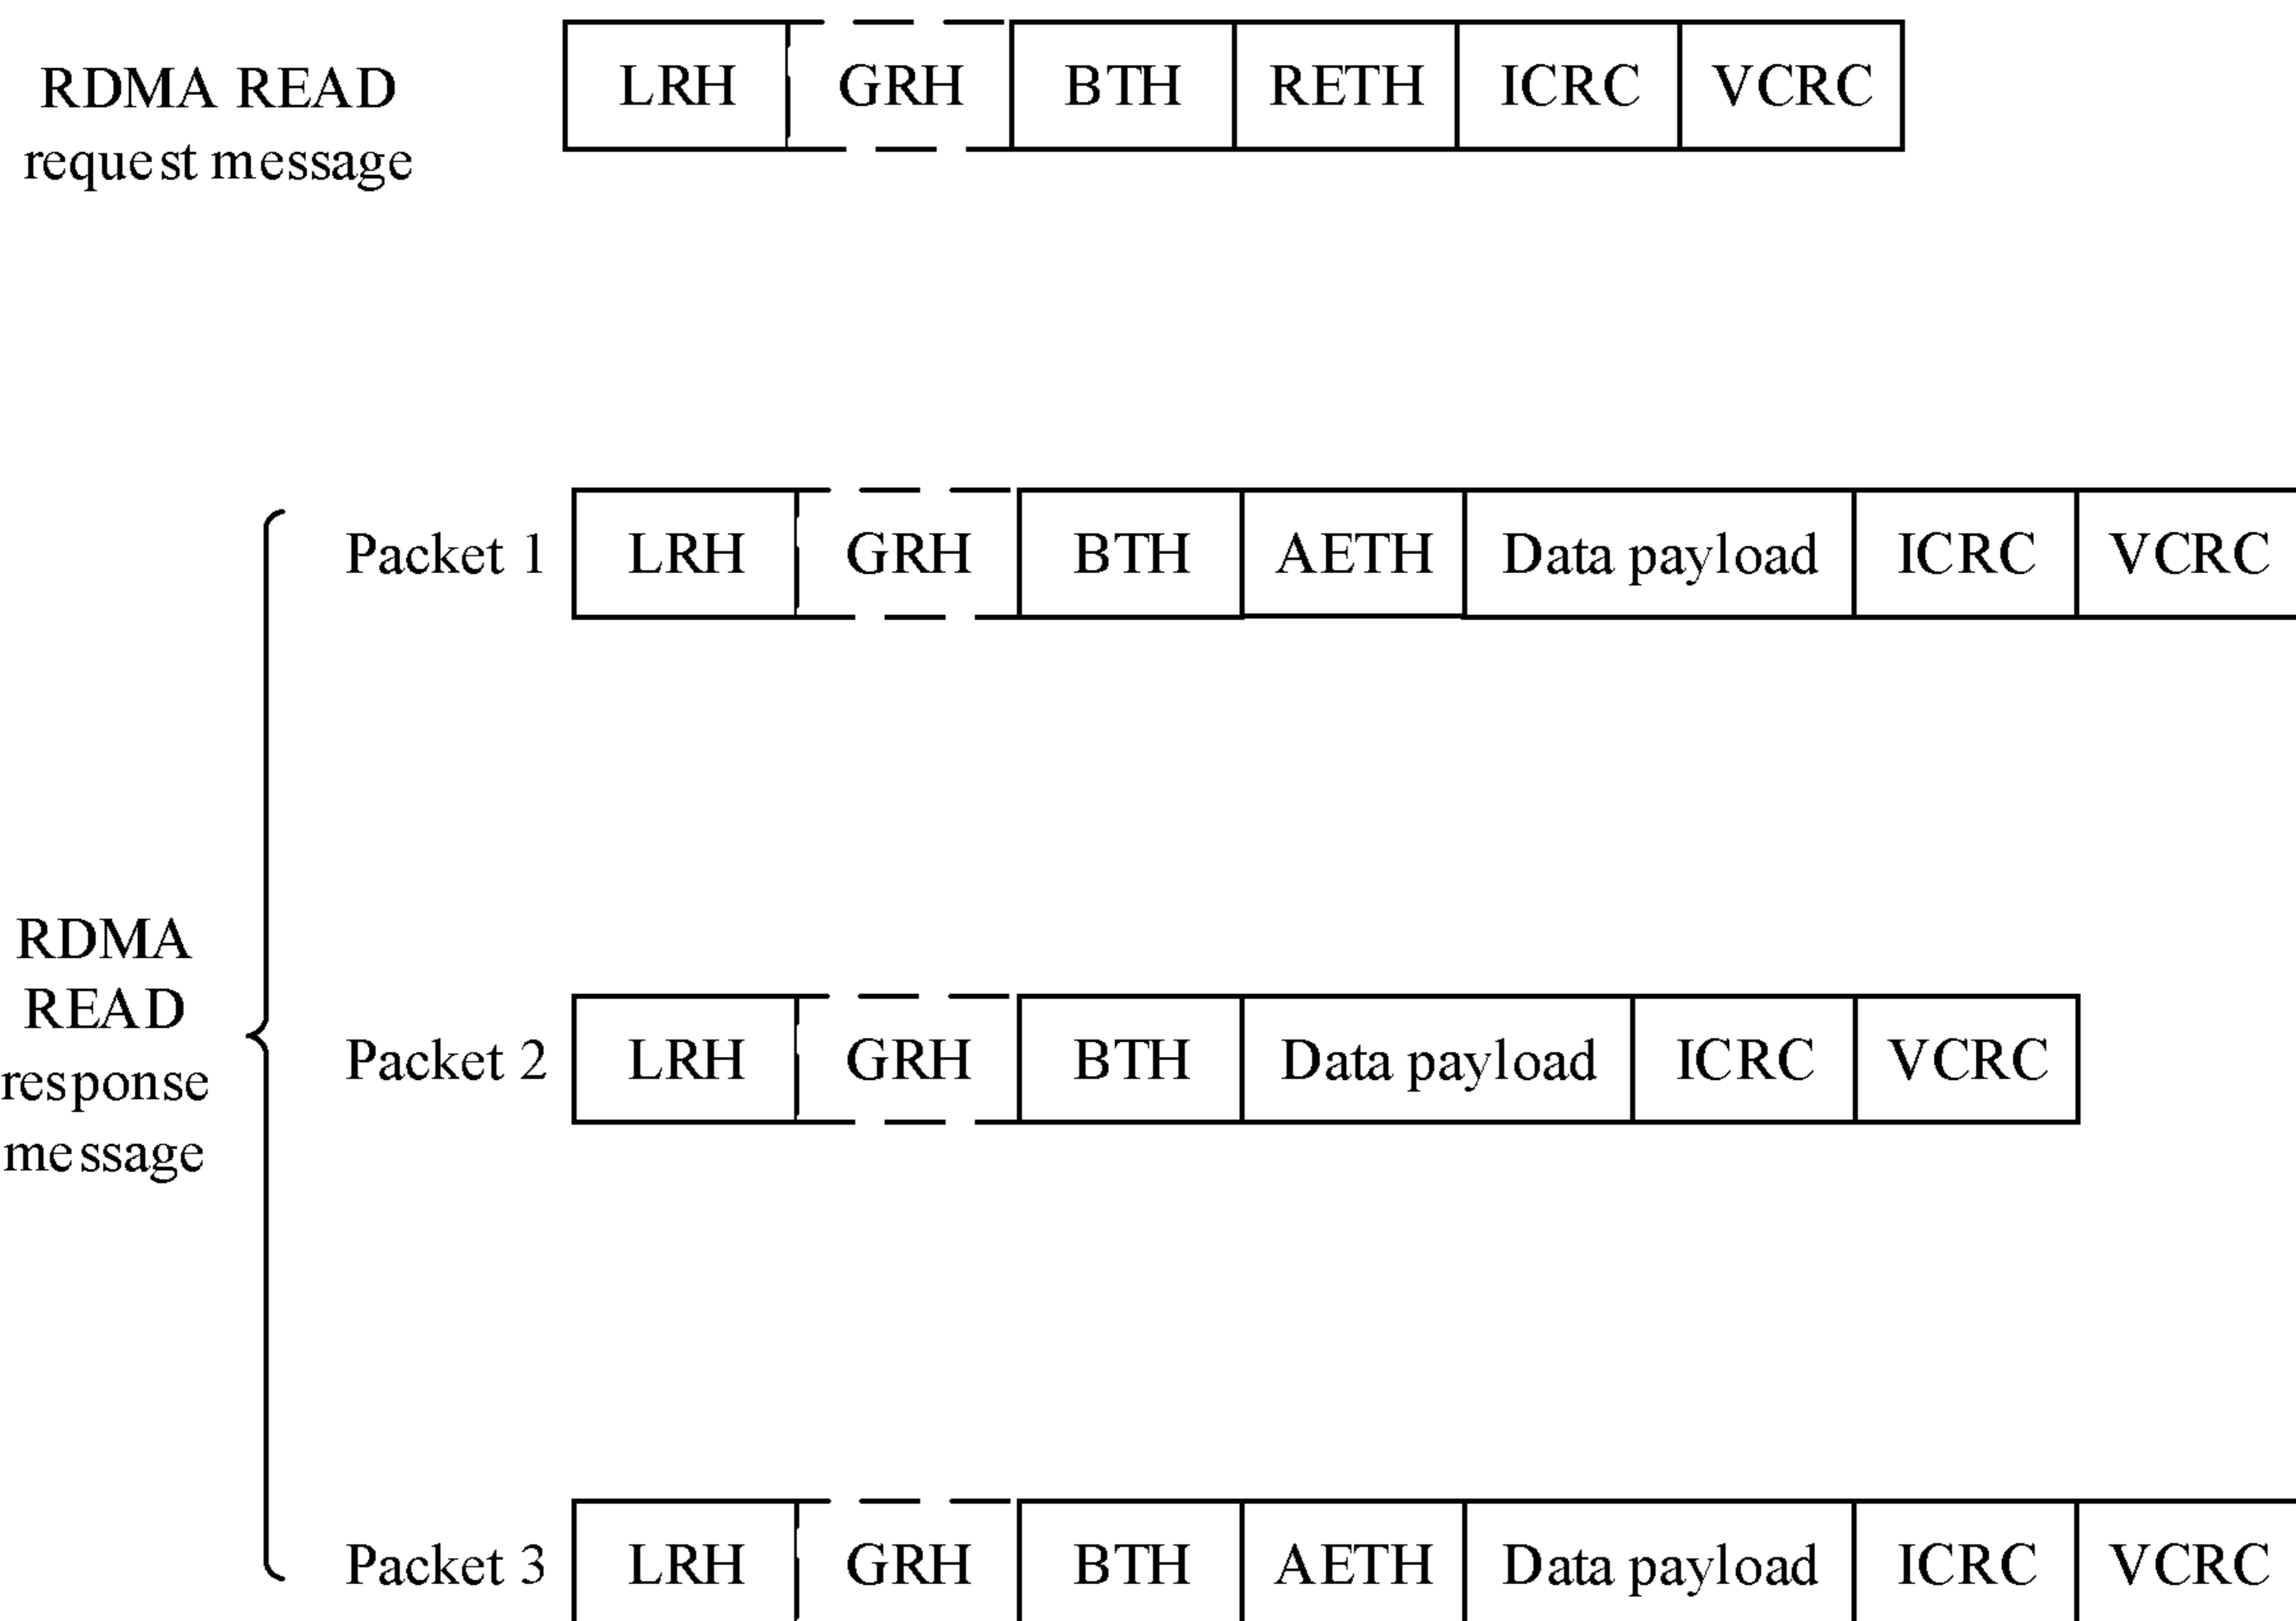 RDMA READ
request message
LRH GRH BTH RETH ICRC VCRC
Packet 1 LRH GRH BTH AETH Data payload ICRC VCRC
RDMA
READ
response
message
Packet 2 LRH GRH BTH Data payload ICRC VCRC
Packet 3 LRH GRH BTH AETH Data payload ICRC VCRC